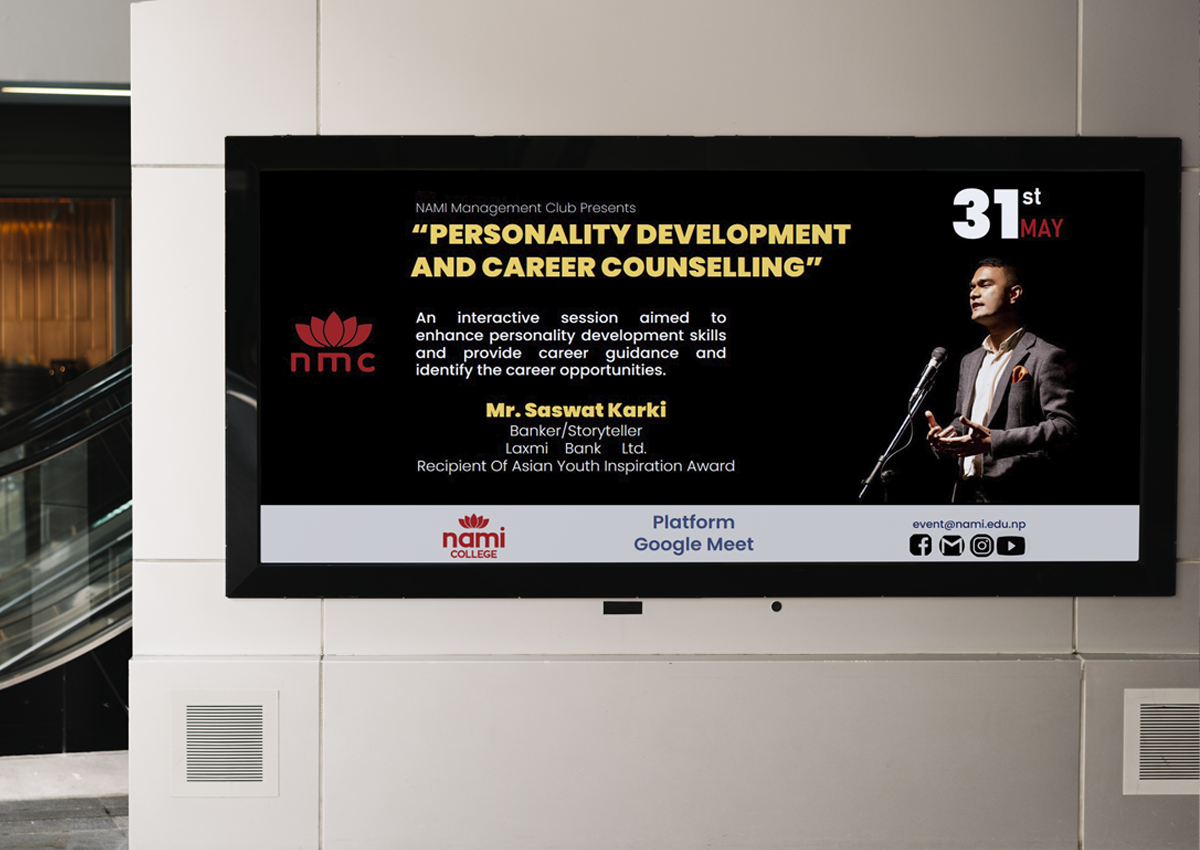 NAMI Management Club Presents
“PERSONALITY DEVELOPMENT
AND CAREER COUNSELLING”
31st
MAY
An interactive session aimed to
enhance personality development skills
and provide career guidance and
identify the career opportunities.
nmc
Mr. Saswat Karki
Banker/Storyteller
Laxmi Bank Ltd.
Recipient Of Asian Youth Inspiration Award
nami
COLLEGE
Platform
Google Meet
event@nami.edu.np